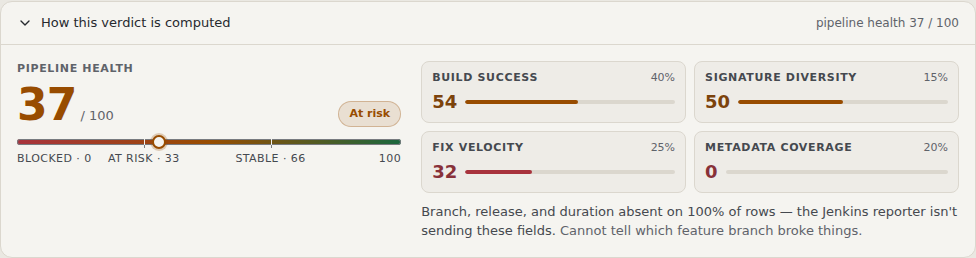 How this verdict is computed
pipeline health 37 / 100
PIPELINE HEALTH
37 / 100
At risk
BLOCKED · 0 AT RISK · 33 STABLE · 66 100
BUILD SUCCESS 40%
54
SIGNATURE DIVERSITY 15%
50
FIX VELOCITY 25%
32
METADATA COVERAGE 20%
0
Branch, release, and duration absent on 100% of rows — the Jenkins reporter isn't
sending these fields. Cannot tell which feature branch broke things.